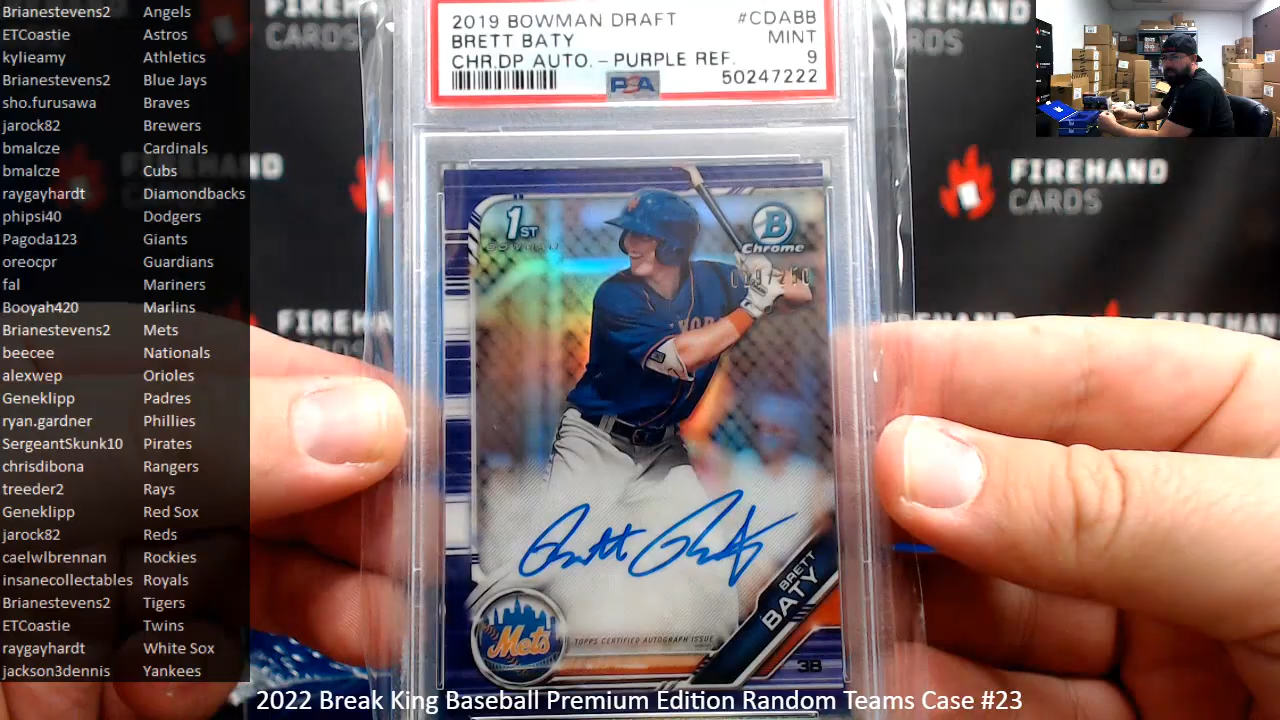 Brianestevens2 Angels
ETCoastie Astros
kylieamy Athletics
Brianestevens2 Blue Jays
sho.furusawa Braves
jarock82 Brewers
bmalcze Cardinals
bmalcze Cubs
raygayhardt Diamondbacks
phipsi40 Dodgers
Pagoda123 Giants
oreocpr Guardians
fal Mariners
Booyah420 Marlins
Brianestevens2 Mets
beecee Nationals
alexwep Orioles
Geneklipp Padres
ryan.gardner Phillies
SergeantSkunk10 Pirates
chrisdibona Rangers
treeder2 Rays
Geneklipp Red Sox
jarock82 Reds
caelwlbrennan Rockies
insanecollectables Royals
Brianestevens2 Tigers
ETCoastie Twins
raygayhardt White Sox
jackson3dennis Yankees
2019 BOWMAN DRAFT #CDABB
BRETT BATY MINT
CHR.DP AUTO.-PURPLE REF. 9
PSA 50247222
1ST
BOWMAN
B
Chrome
Brett Baty
BRETT
BATY
Mets
TOPPS CERTIFIED AUTOGRAPH ISSUE
3B
FIREHAND
CARDS
FIREHAND
CARDS
2022 Break King Baseball Premium Edition Random Teams Case #23